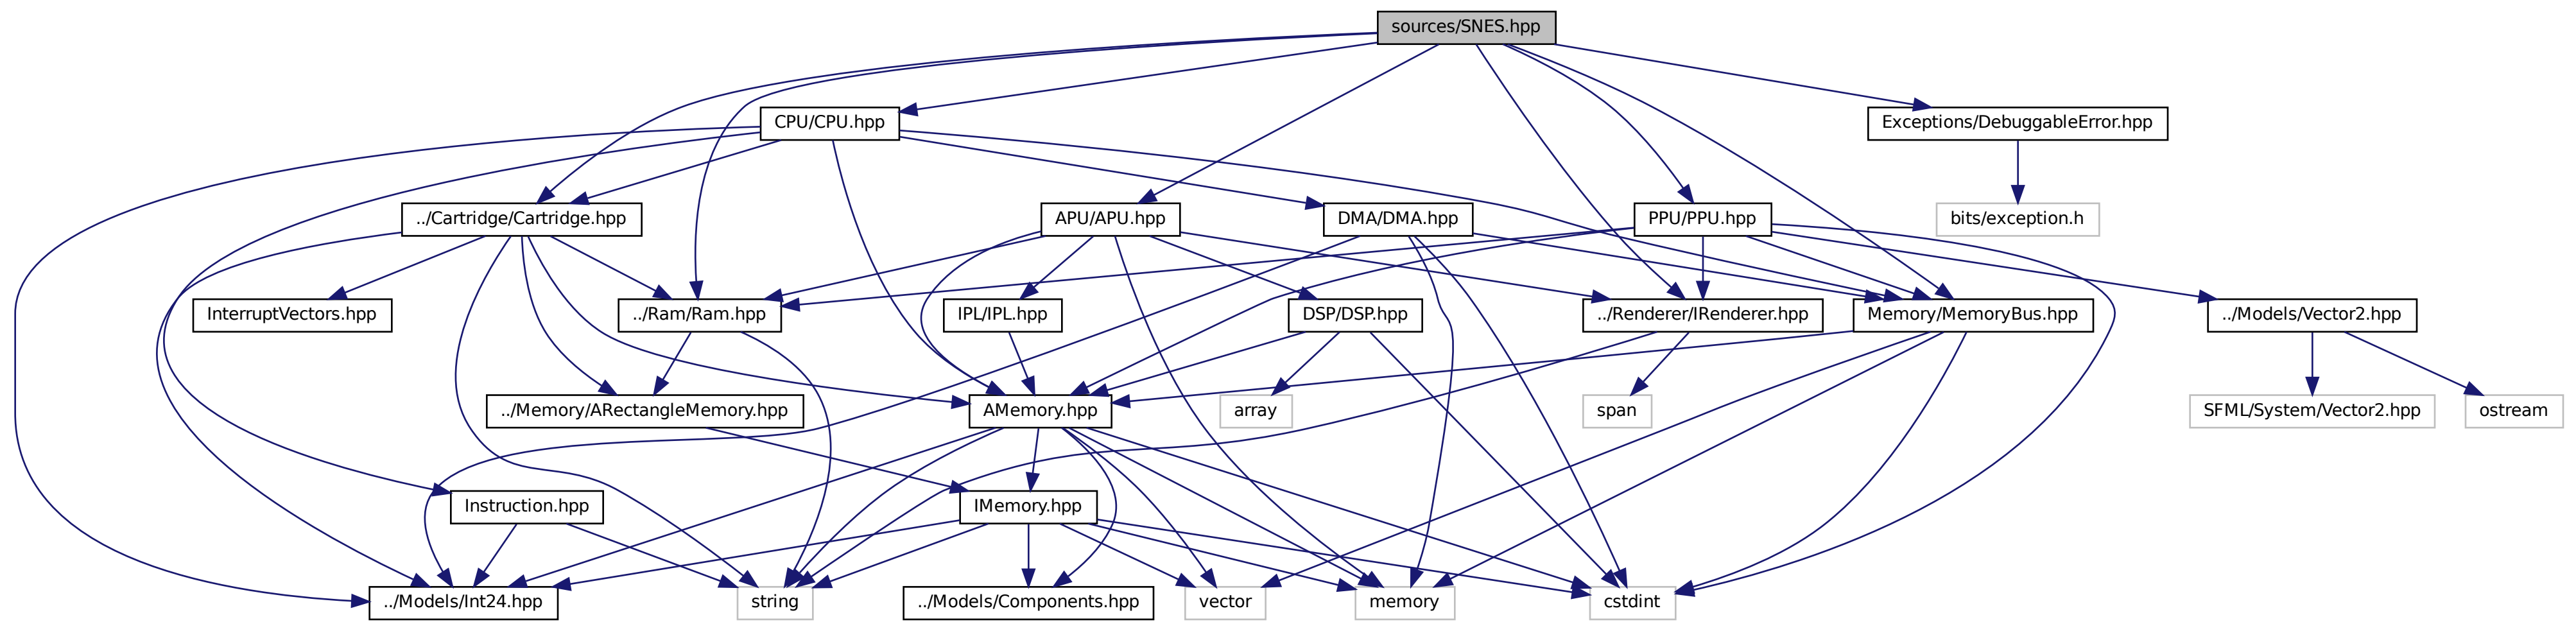 sources/SNES.hpp
CPU/CPU.hpp
Exceptions/DebuggableError.hpp
../Cartridge/Cartridge.hpp
APU/APU.hpp
DMA/DMA.hpp
PPU/PPU.hpp
bits/exception.h
InterruptVectors.hpp
../Ram/Ram.hpp
IPL/IPL.hpp
DSP/DSP.hpp
../Renderer/IRenderer.hpp
Memory/MemoryBus.hpp
../Models/Vector2.hpp
../Memory/ARectangleMemory.hpp
AMemory.hpp
array
span
SFML/System/Vector2.hpp
ostream
Instruction.hpp
IMemory.hpp
../Models/Int24.hpp
string
../Models/Components.hpp
vector
memory
cstdint